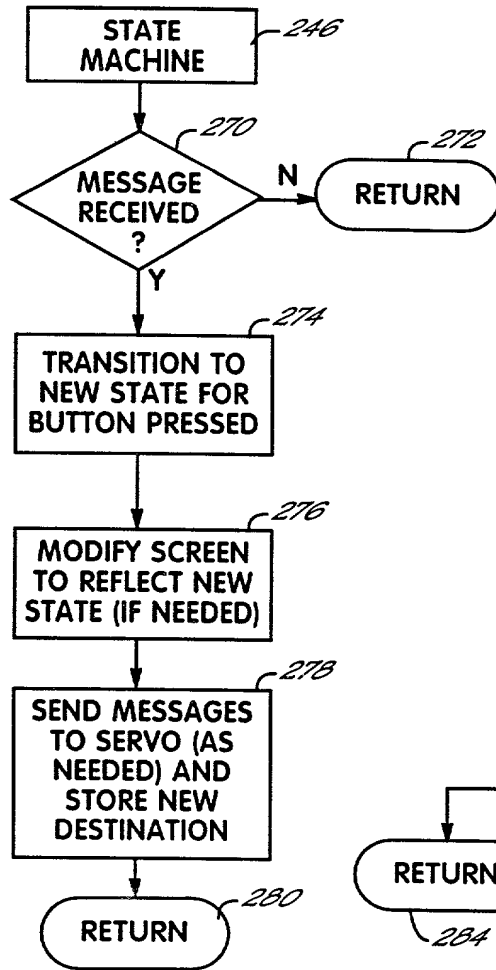 STATE
MACHINE
246
270
MESSAGE
RECEIVED
?
N
272
RETURN
Y
274
TRANSITION TO
NEW STATE FOR
BUTTON PRESSED
276
MODIFY SCREEN
TO REFLECT NEW
STATE (IF NEEDED)
278
SEND MESSAGES
TO SERVO (AS
NEEDED) AND
STORE NEW
DESTINATION
RETURN
280
RETURN
284